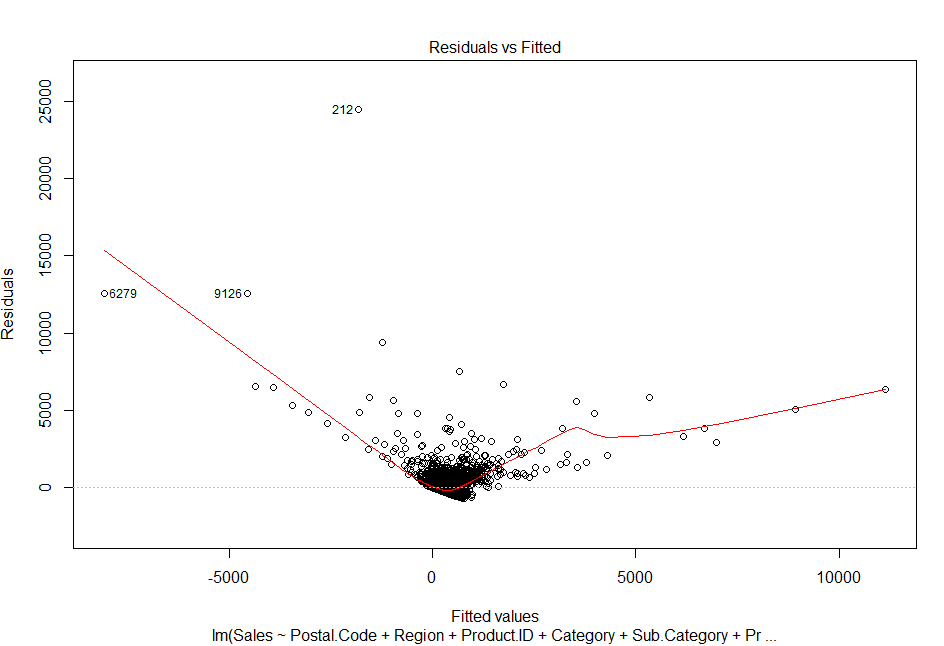 Residuals vs Fitted
25000
20000
15000
10000
5000
0
Residuals
212
6279
9126
-5000 0 5000 10000
Fitted values
lm(Sales ~ Postal.Code + Region + Product.ID + Category + Sub.Category + Pr ...